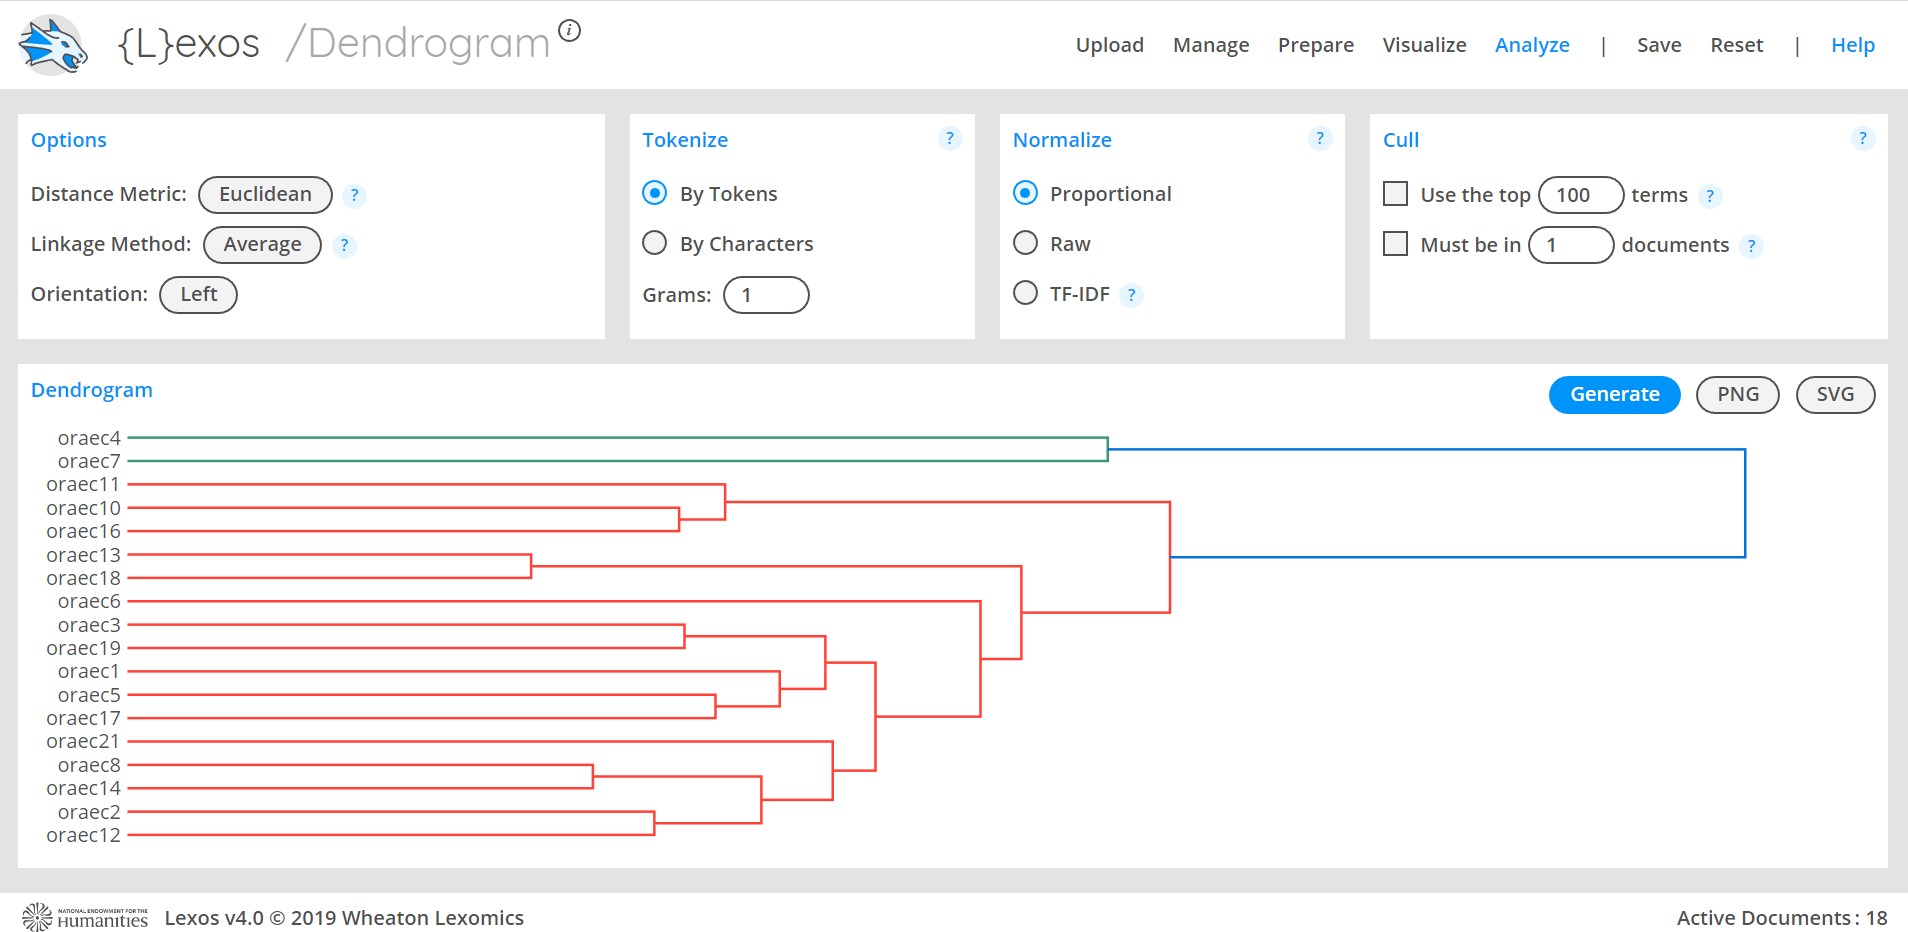 {L}exos /Dendrogram i
Upload Manage Prepare Visualize Analyze | Save Reset | Help
Options
Distance Metric: Euclidean ?
Linkage Method: Average ?
Orientation: Left
Tokenize ?
By Tokens
By Characters
Grams: 1
Normalize ?
Proportional
Raw
TF-IDF ?
Cull ?
Use the top 100 terms ?
Must be in 1 documents ?
Dendrogram
Generate PNG SVG
oraec4
oraec7
oraec11
oraec10
oraec16
oraec13
oraec18
oraec6
oraec3
oraec19
oraec1
oraec5
oraec17
oraec21
oraec8
oraec14
oraec2
oraec12
NATIONAL ENDOWMENT FOR THE
Humanities
Lexos v4.0 © 2019 Wheaton Lexomics
Active Documents: 18